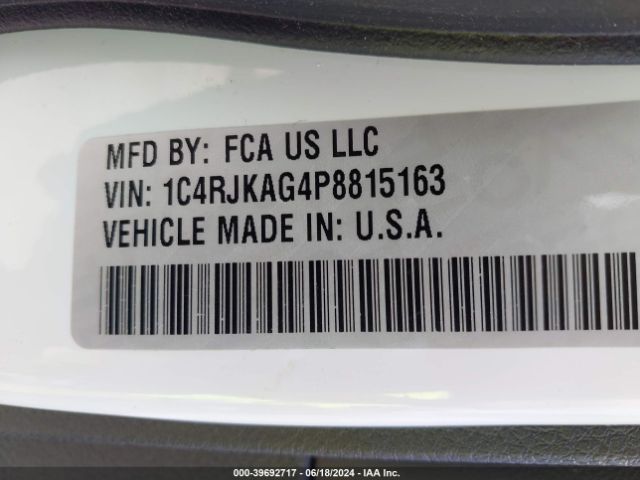 MFD BY: FCA US LLC
VIN: 1C4RJKAG4P8815163
VEHICLE MADE IN: U.S.A.
000-39692717 - 06/18/2024 - IAA Inc.